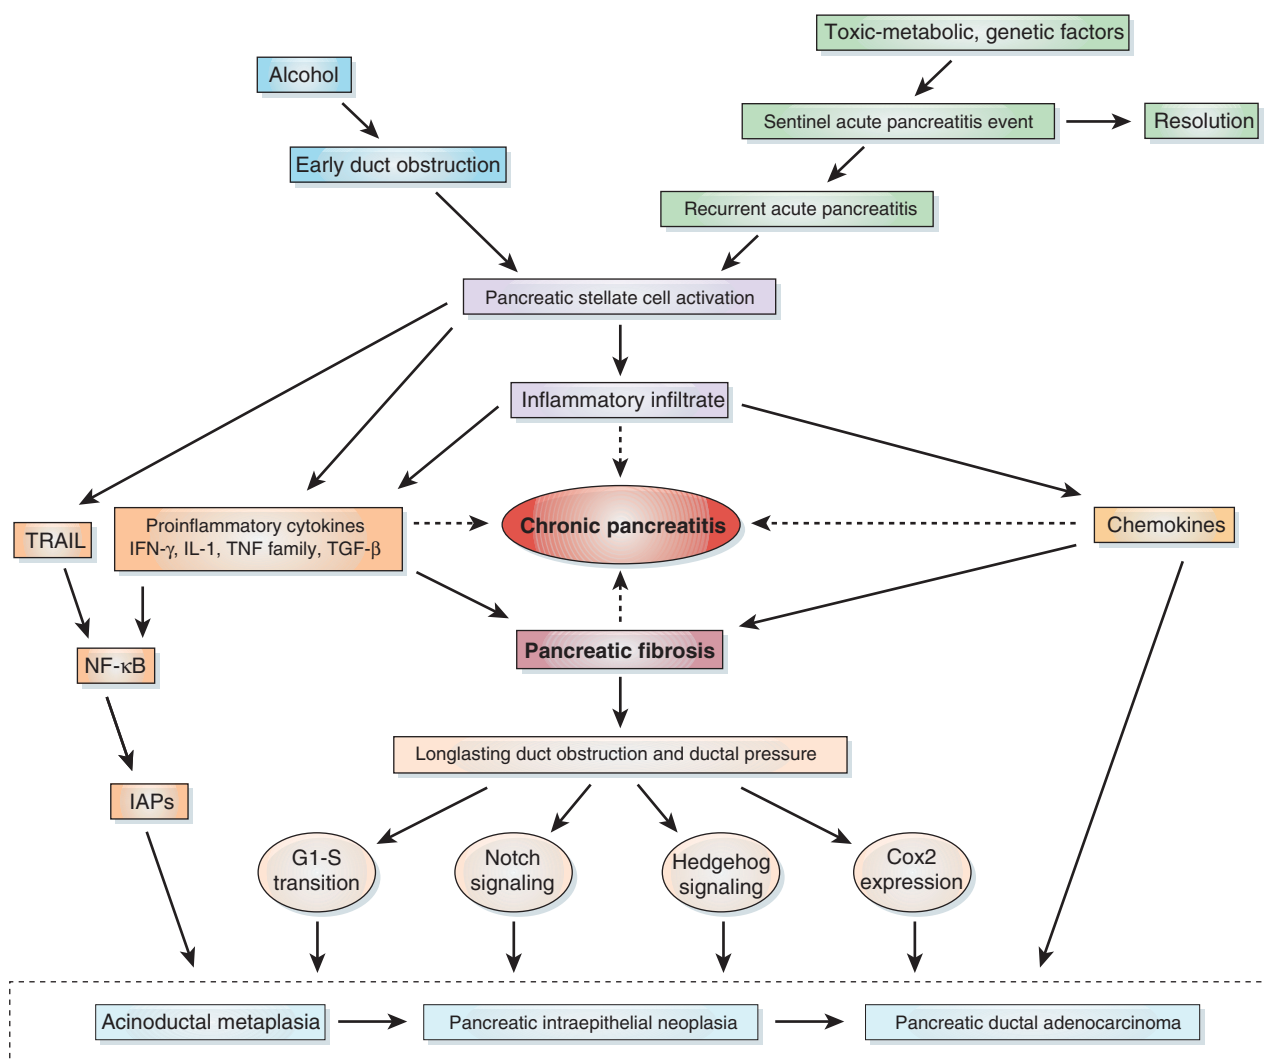 Toxic-metabolic, genetic factors
Alcohol
Sentinel acute pancreatitis event
Resolution
Early duct obstruction
Recurrent acute pancreatitis
Pancreatic stellate cell activation
Inflammatory infiltrate
TRAIL
Proinflammatory cytokines
IFN-γ, IL-1, TNF family, TGF-β
Chronic pancreatitis
Chemokines
NF-κB
Pancreatic fibrosis
Longlasting duct obstruction and ductal pressure
IAPs
G1-S
transition
Notch
signaling
Hedgehog
signaling
Cox2
expression
Acinoductal metaplasia
Pancreatic intraepithelial neoplasia
Pancreatic ductal adenocarcinoma